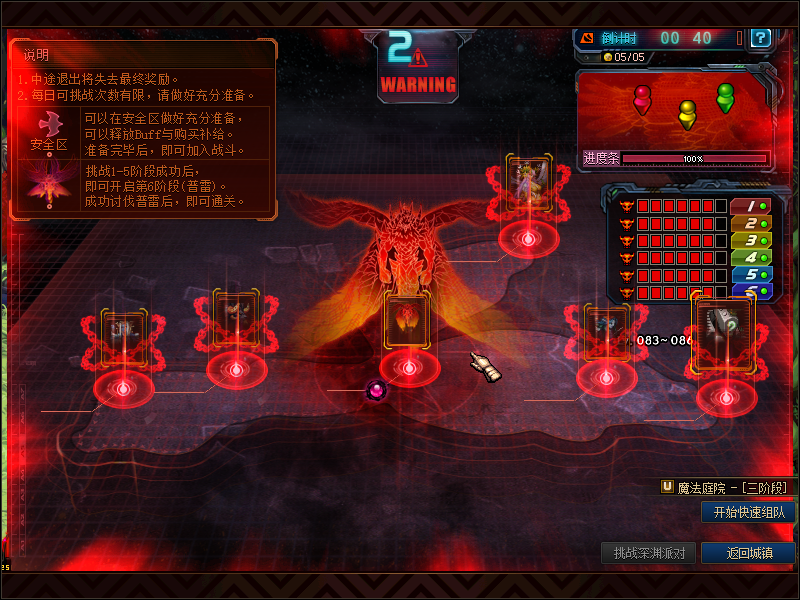 说明
1.中途退出将失去最终奖励。
2.每日可挑战次数有限，请做好充分准备。
安全区
可以在安全区做好充分准备，
可以释放Buff与购买补给。
准备完毕后，即可加入战斗。
挑战1-5阶段成功后，
即可开启第6阶段(普雷)。
成功讨伐普雷后，即可通关。
2
WARNING
倒计时 00 40
?
05/05
进度条 100%
1
2
3
4
5
6
083~086
U 魔法庭院 - [三阶段]
开始快速组队
挑战深渊派对
返回城镇